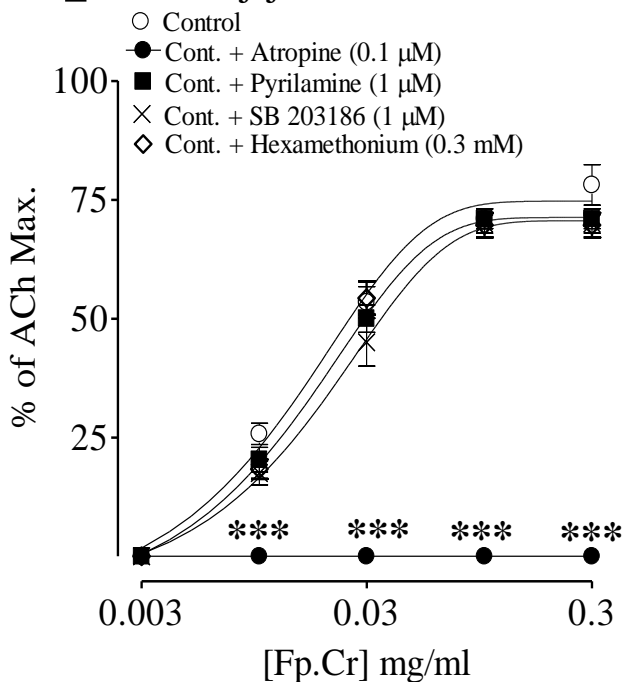 Control
Cont. + Atropine (0.1 μM)
Cont. + Pyrilamine (1 μM)
Cont. + SB 203186 (1 μM)
Cont. + Hexamethonium (0.3 mM)
% of ACh Max.
100
75
50
25
*** *** *** ***
0.003 0.03 0.3
[Fp.Cr] mg/ml